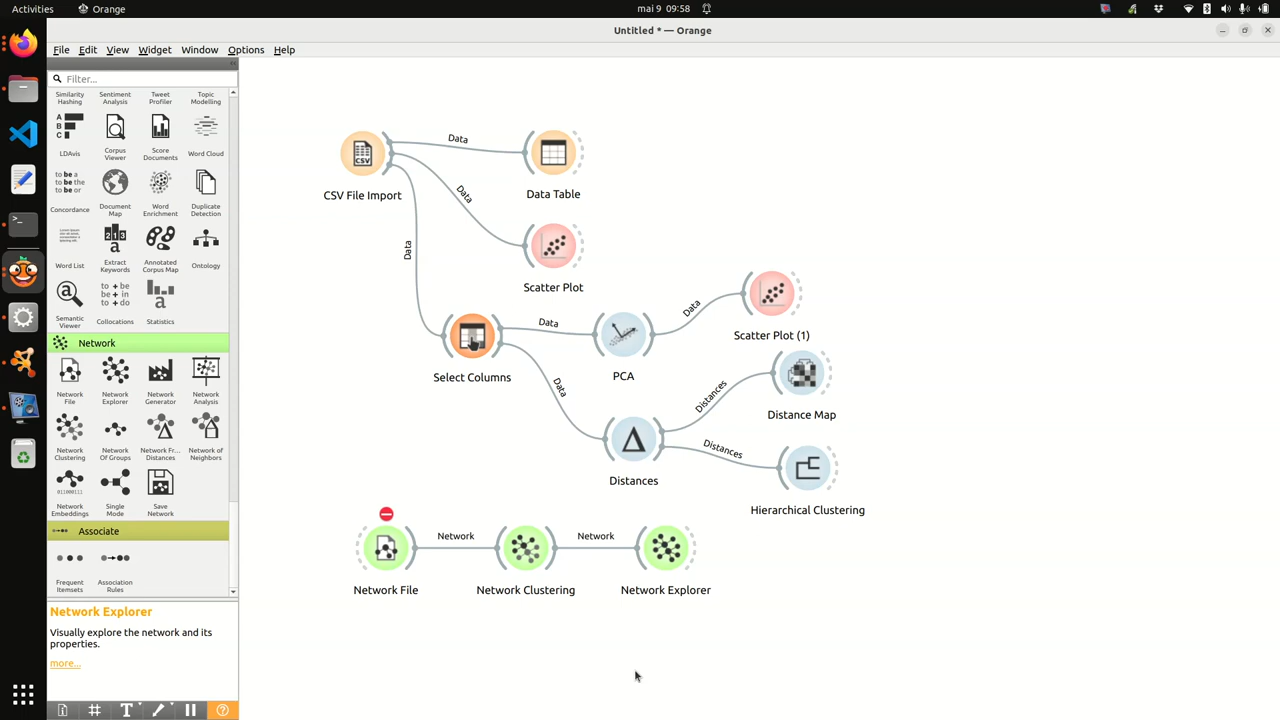 Activities
Orange
mai 9 09:58
Untitled * — Orange
File Edit View Widget Window Options Help
Filter...
Similarity Hashing
Sentiment Analysis
Tweet Profiler
Topic Modelling
LDAvis
Corpus Viewer
Score Documents
Word Cloud
to be a
to be the
to be or
Concordance
Document Map
Word Enrichment
Duplicate Detection
Word List
Extract Keywords
Annotated Corpus Map
Ontology
Semantic Viewer
Collocations
Statistics
Network
Network File
Network Explorer
Network Generator
Network Analysis
Network Clustering
Network Of Groups
Network Fr... Distances
Network of Neighbors
Network Embeddings
Single Mode
Save Network
Associate
Frequent Itemsets
Association Rules
Network Explorer
Visually explore the network and its
properties.
more...
CSV
CSV File Import
Data
Data Table
Data
Scatter Plot
Data
Select Columns
Data
PCA
Data
Scatter Plot (1)
Data
Distances
Distances
Distance Map
Distances
Hierarchical Clustering
Network File
Network
Network Clustering
Network
Network Explorer